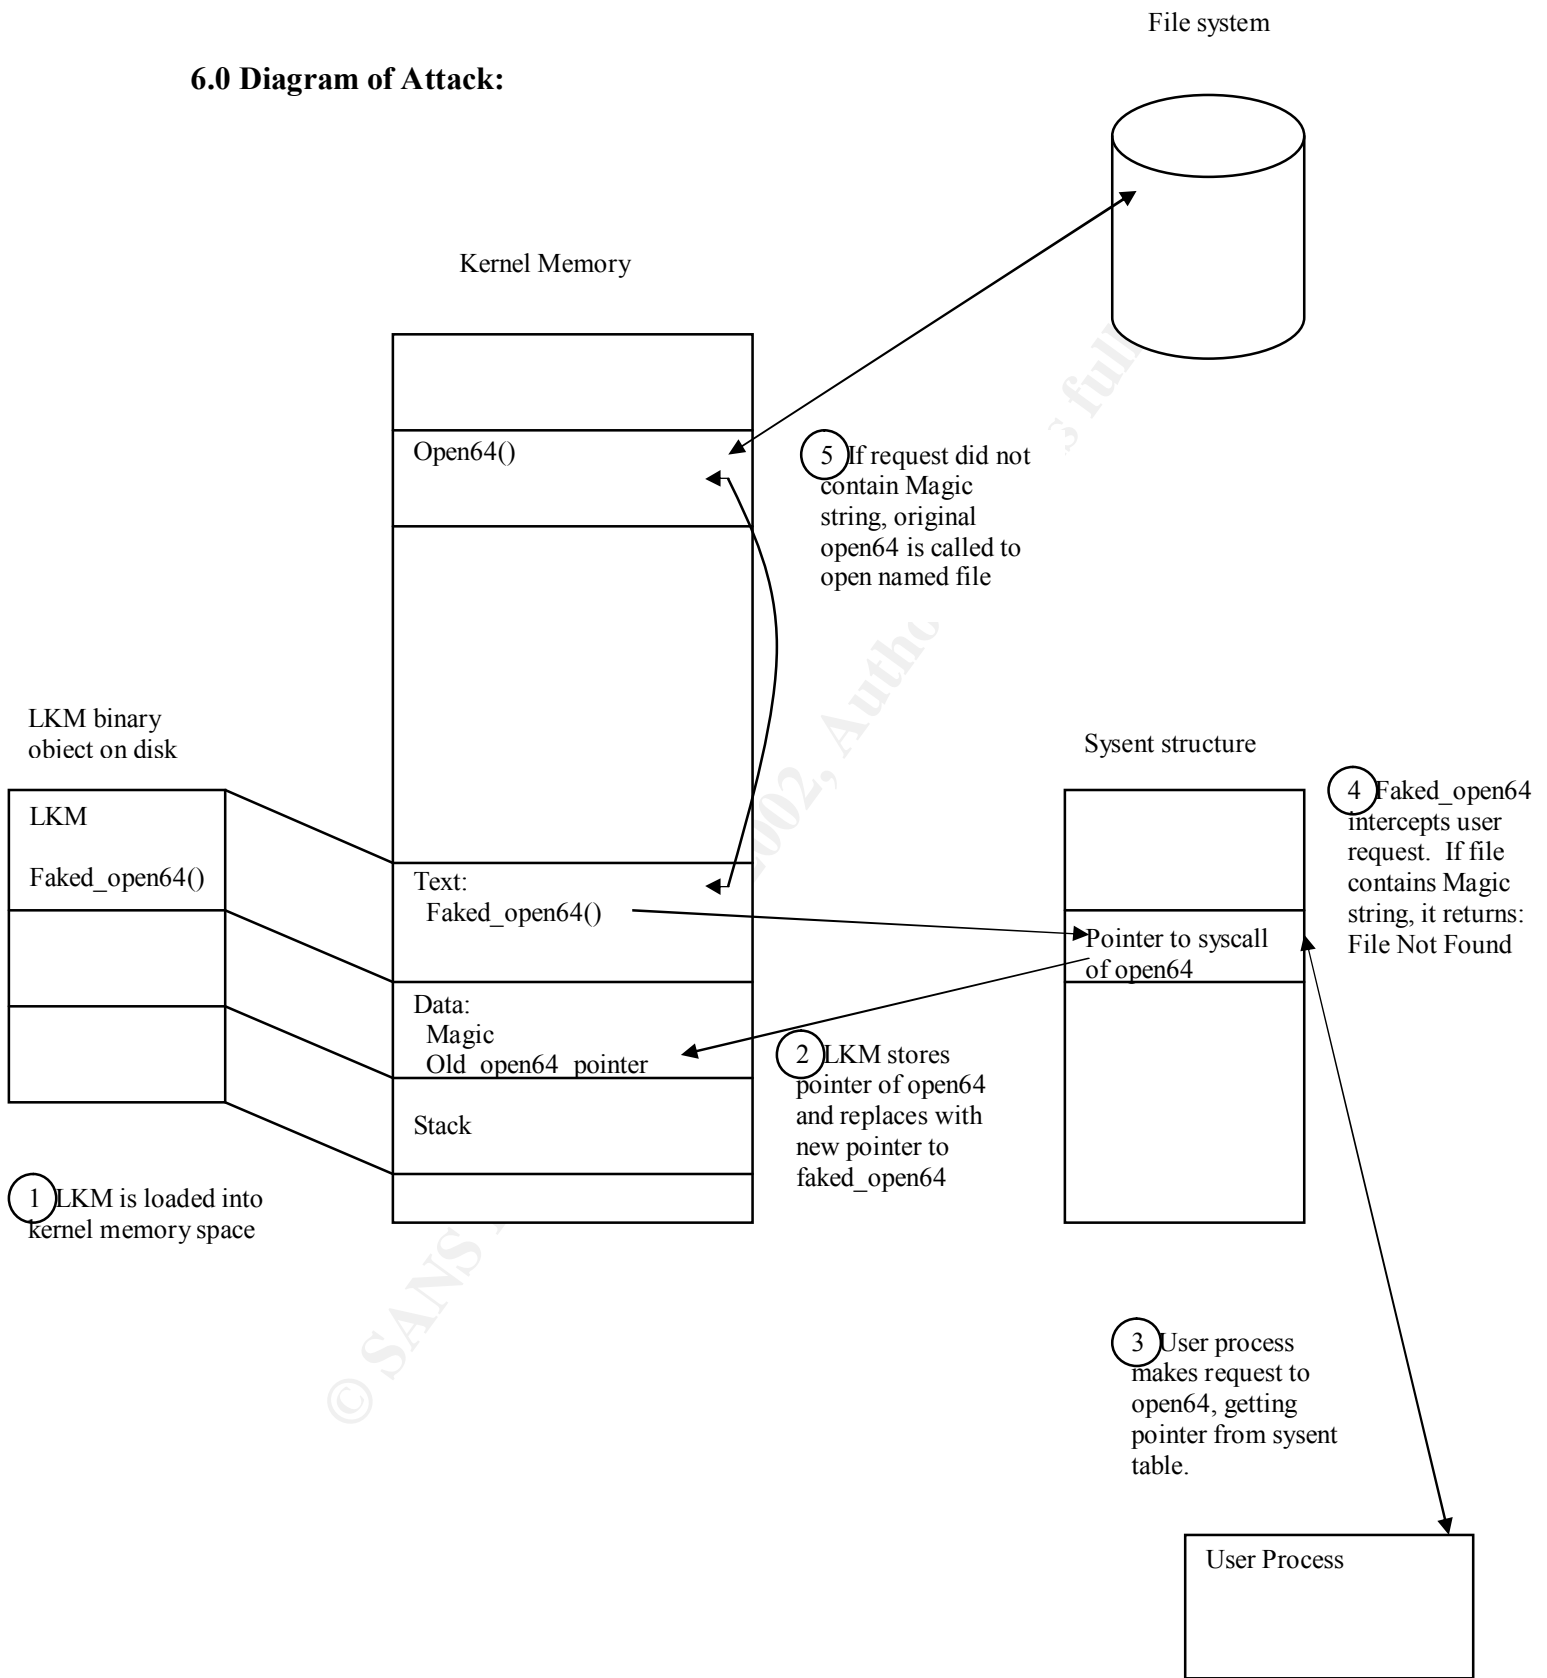 File system
6.0 Diagram of Attack:
Kernel Memory
Open64()
5 If request did not
contain Magic
string, original
open64 is called to
open named file
LKM binary
object on disk
Sysent structure
LKM
Faked_open64()
Text:
Faked_open64()
Pointer to syscall
of open64
4 Faked_open64
intercepts user
request. If file
contains Magic
string, it returns:
File Not Found
Data:
Magic
Old_open64_pointer
2 LKM stores
pointer of open64
and replaces with
new pointer to
faked_open64
Stack
1 LKM is loaded into
kernel memory space
3 User process
makes request to
open64, getting
pointer from sysent
table.
User Process
© SANS
2002, Autho
s full